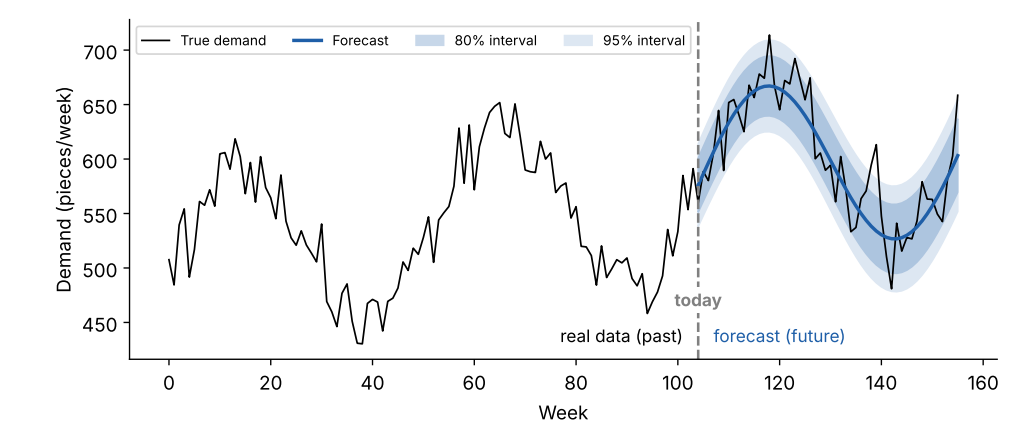 True demand
Forecast
80% interval
95% interval
Demand (pieces/week)
700
650
600
550
500
450
today
real data (past)
forecast (future)
0
20
40
60
80
100
120
140
160
Week